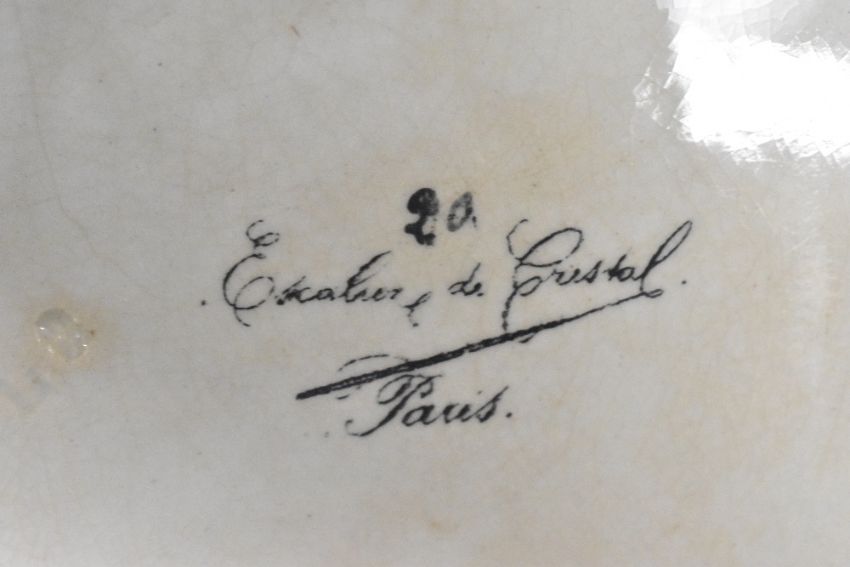 20.
Escalier de Cristal.
Paris.